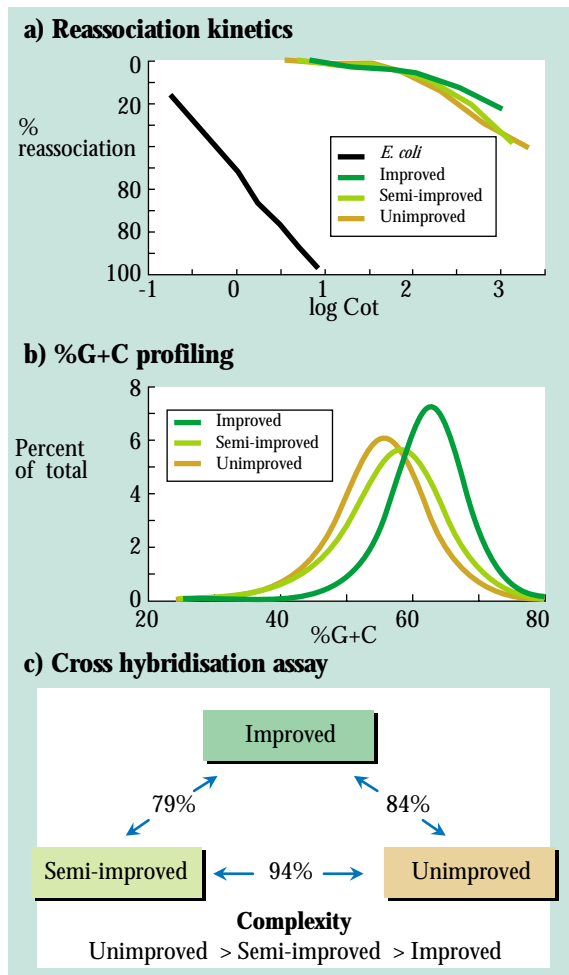 a) Reassociation kinetics
0
20
%
reassociation
80
80
100
E. coli
Improved
Semi-improved
Unimproved
-1
0
1
2
3
log Cot
b) %G+C profiling
8
6
Percent
of total
4
2
0
Improved
Semi-improved
Unimproved
20
40
60
80
%G+C
c) Cross hybridisation assay
Improved
79%
84%
Semi-improved
94%
Unimproved
Complexity
Unimproved > Semi-improved > Improved